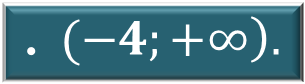 . (−4; +∞).